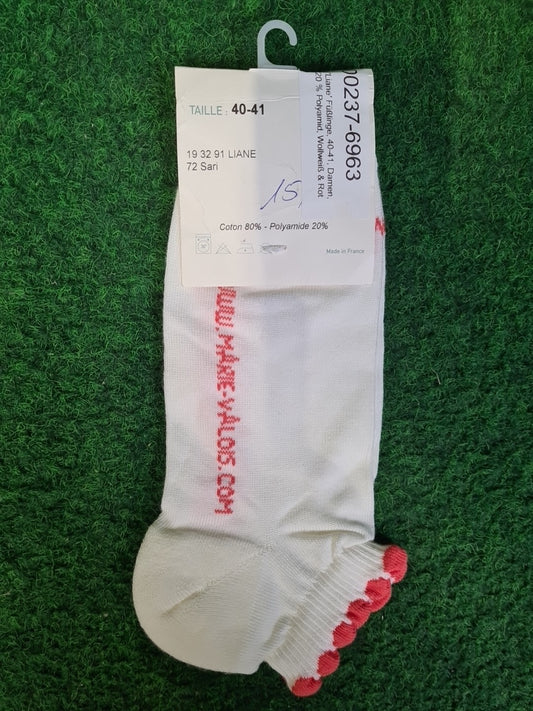 TAILLE : 40-41
19 32 91 LIANE
72 Sari
15,
Coton 80% - Polyamide 20%
Made in France
00237-6963
'Liane' Füßlinge, 40-41, Damen,
20 % Polyamid, Wollweiß & Rot
WWW.MARIE-VALOIS.COM